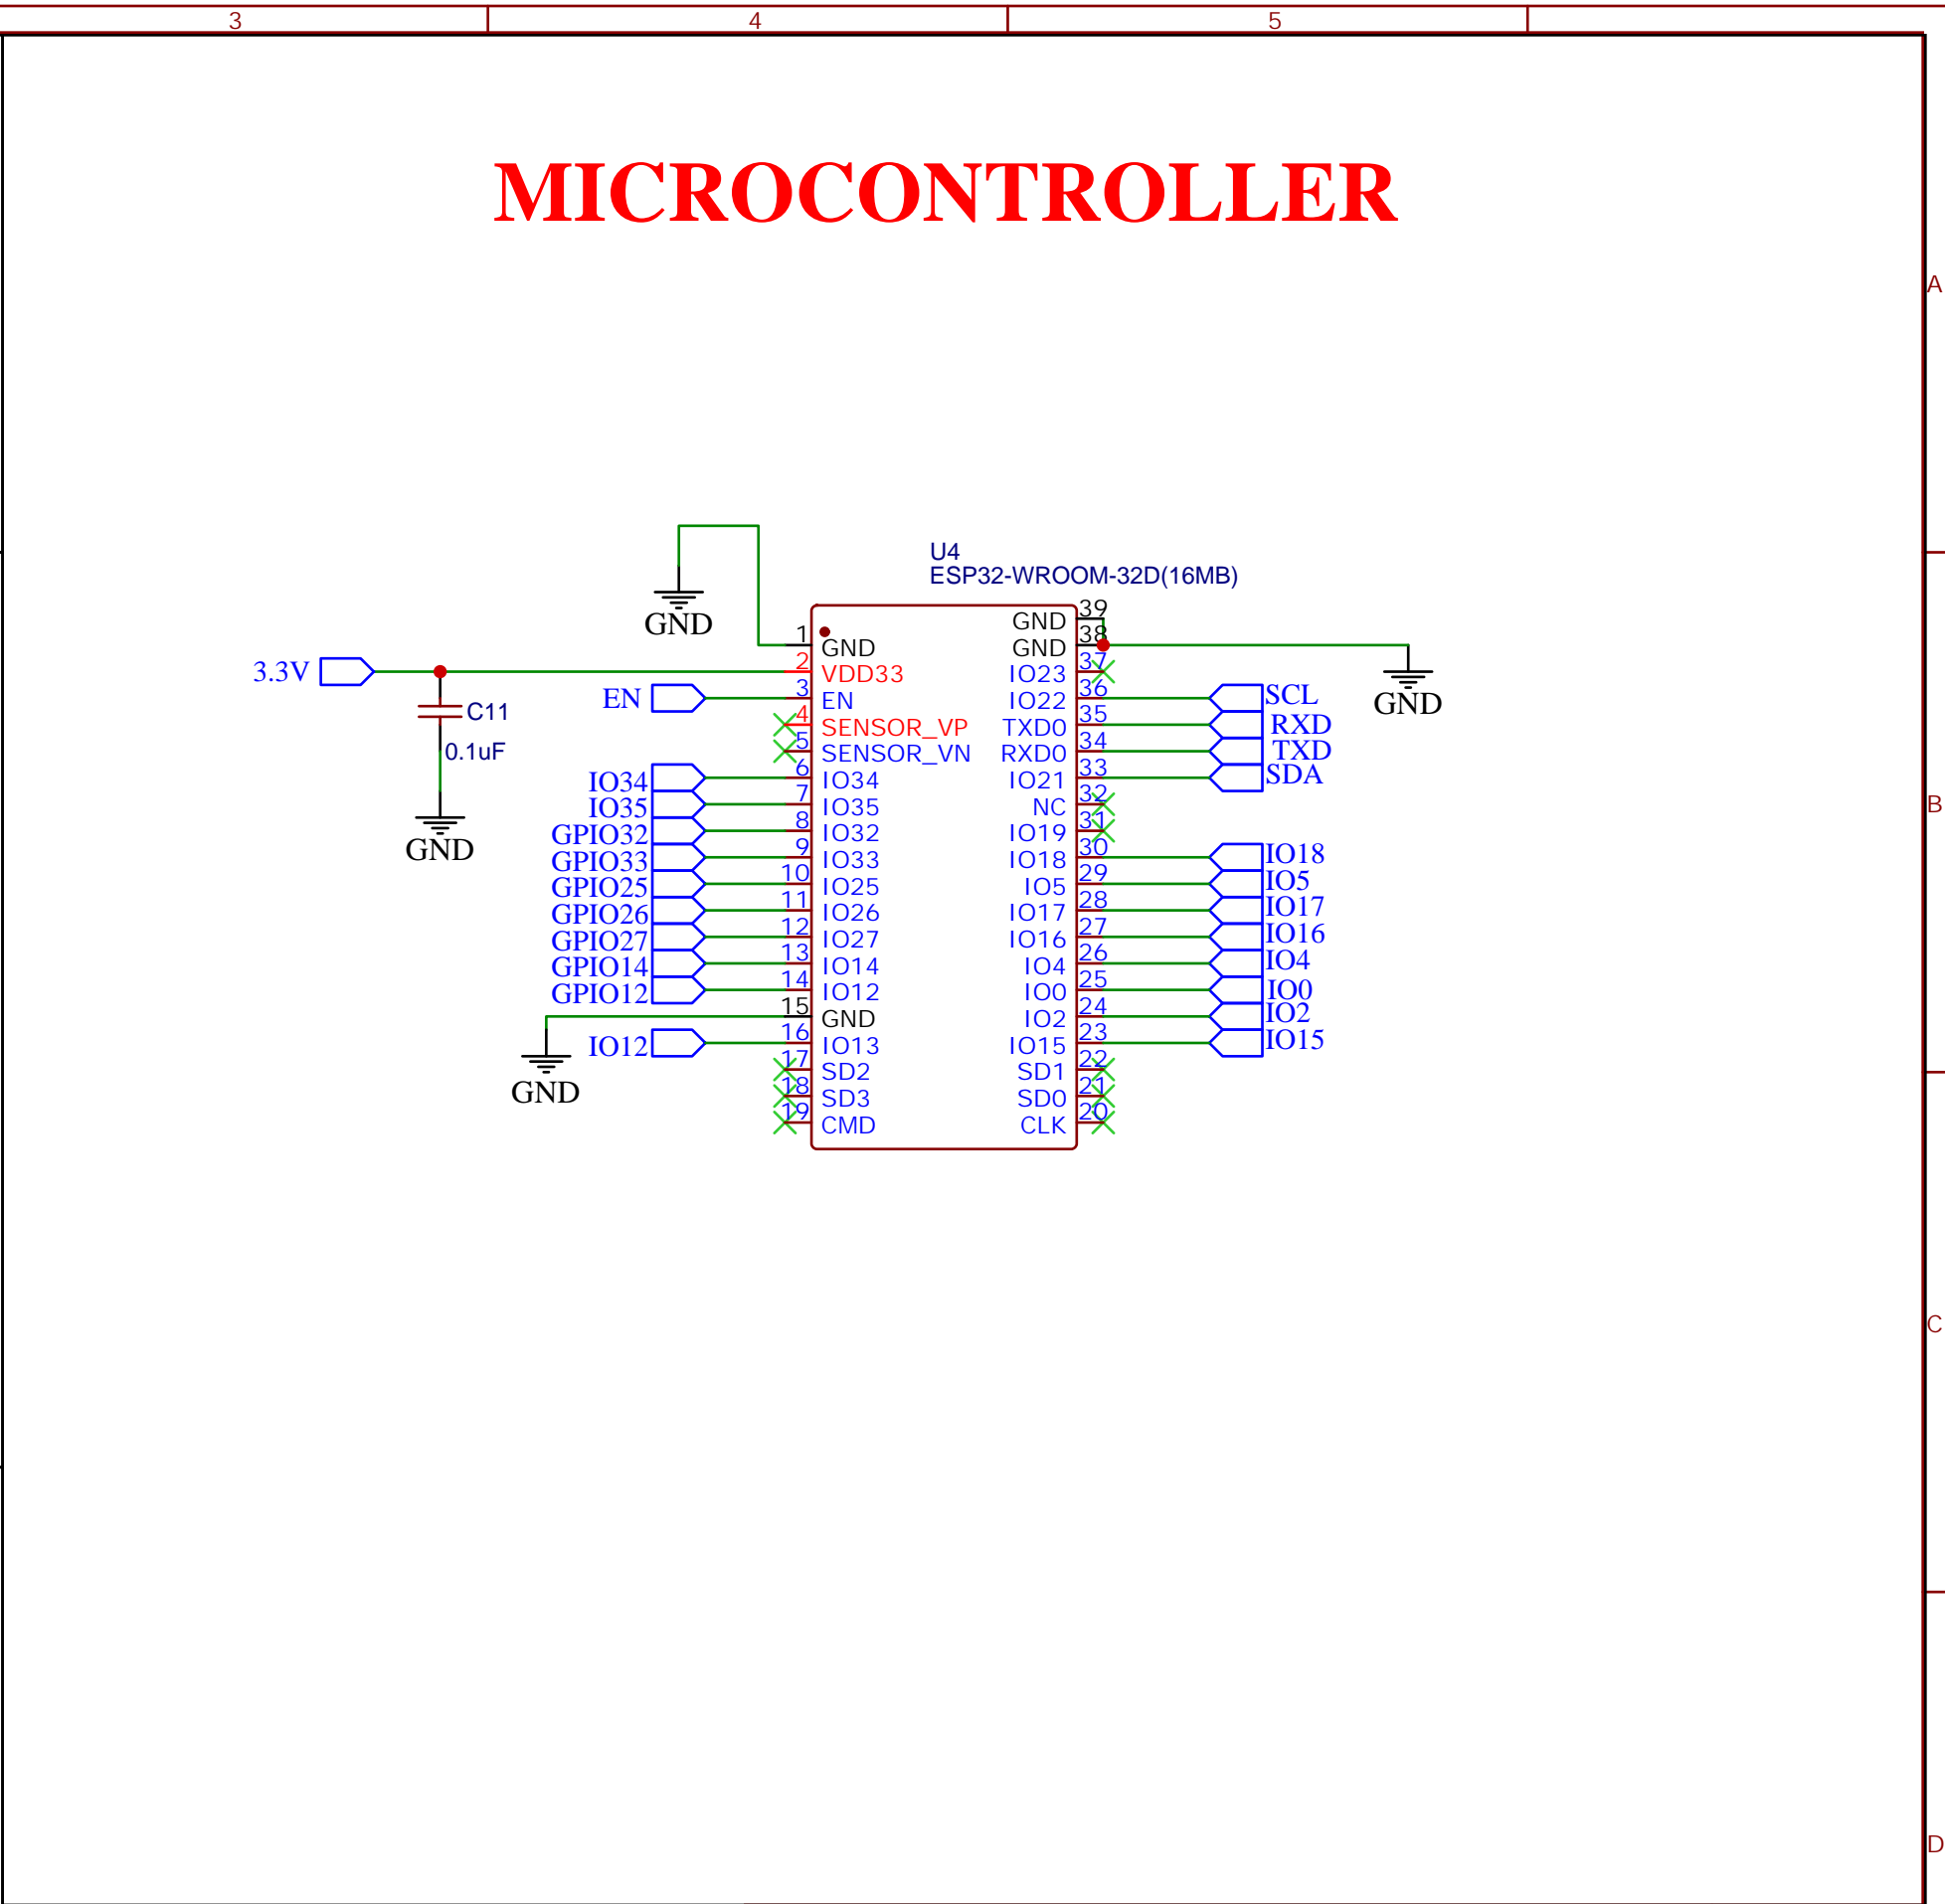 3 4 5
MICROCONTROLLER
A
U4
ESP32-WROOM-32D(16MB)
GND
39 GND
1 GND
38 GND
3.3V
2 VDD33
37 IO23
GND
EN
3 EN
36 IO22
SCL
C11
4 SENSOR_VP
35 TXD0
RXD
0.1uF
5 SENSOR_VN
34 RXD0
TXD
IO34
6 IO34
33 IO21
SDA
IO35
7 IO35
32 NC
B
GPIO32
8 IO32
31 IO19
GND
GPIO33
9 IO33
30 IO18
IO18
GPIO25
10 IO25
29 IO5
IO5
GPIO26
11 IO26
28 IO17
IO17
GPIO27
12 IO27
27 IO16
IO16
GPIO14
13 IO14
26 IO4
IO4
GPIO12
14 IO12
25 IO0
IO0
15 GND
24 IO2
IO2
IO12
16 IO13
23 IO15
IO15
GND
17 SD2
22 SD1
18 SD3
21 SD0
19 CMD
20 CLK
C
D